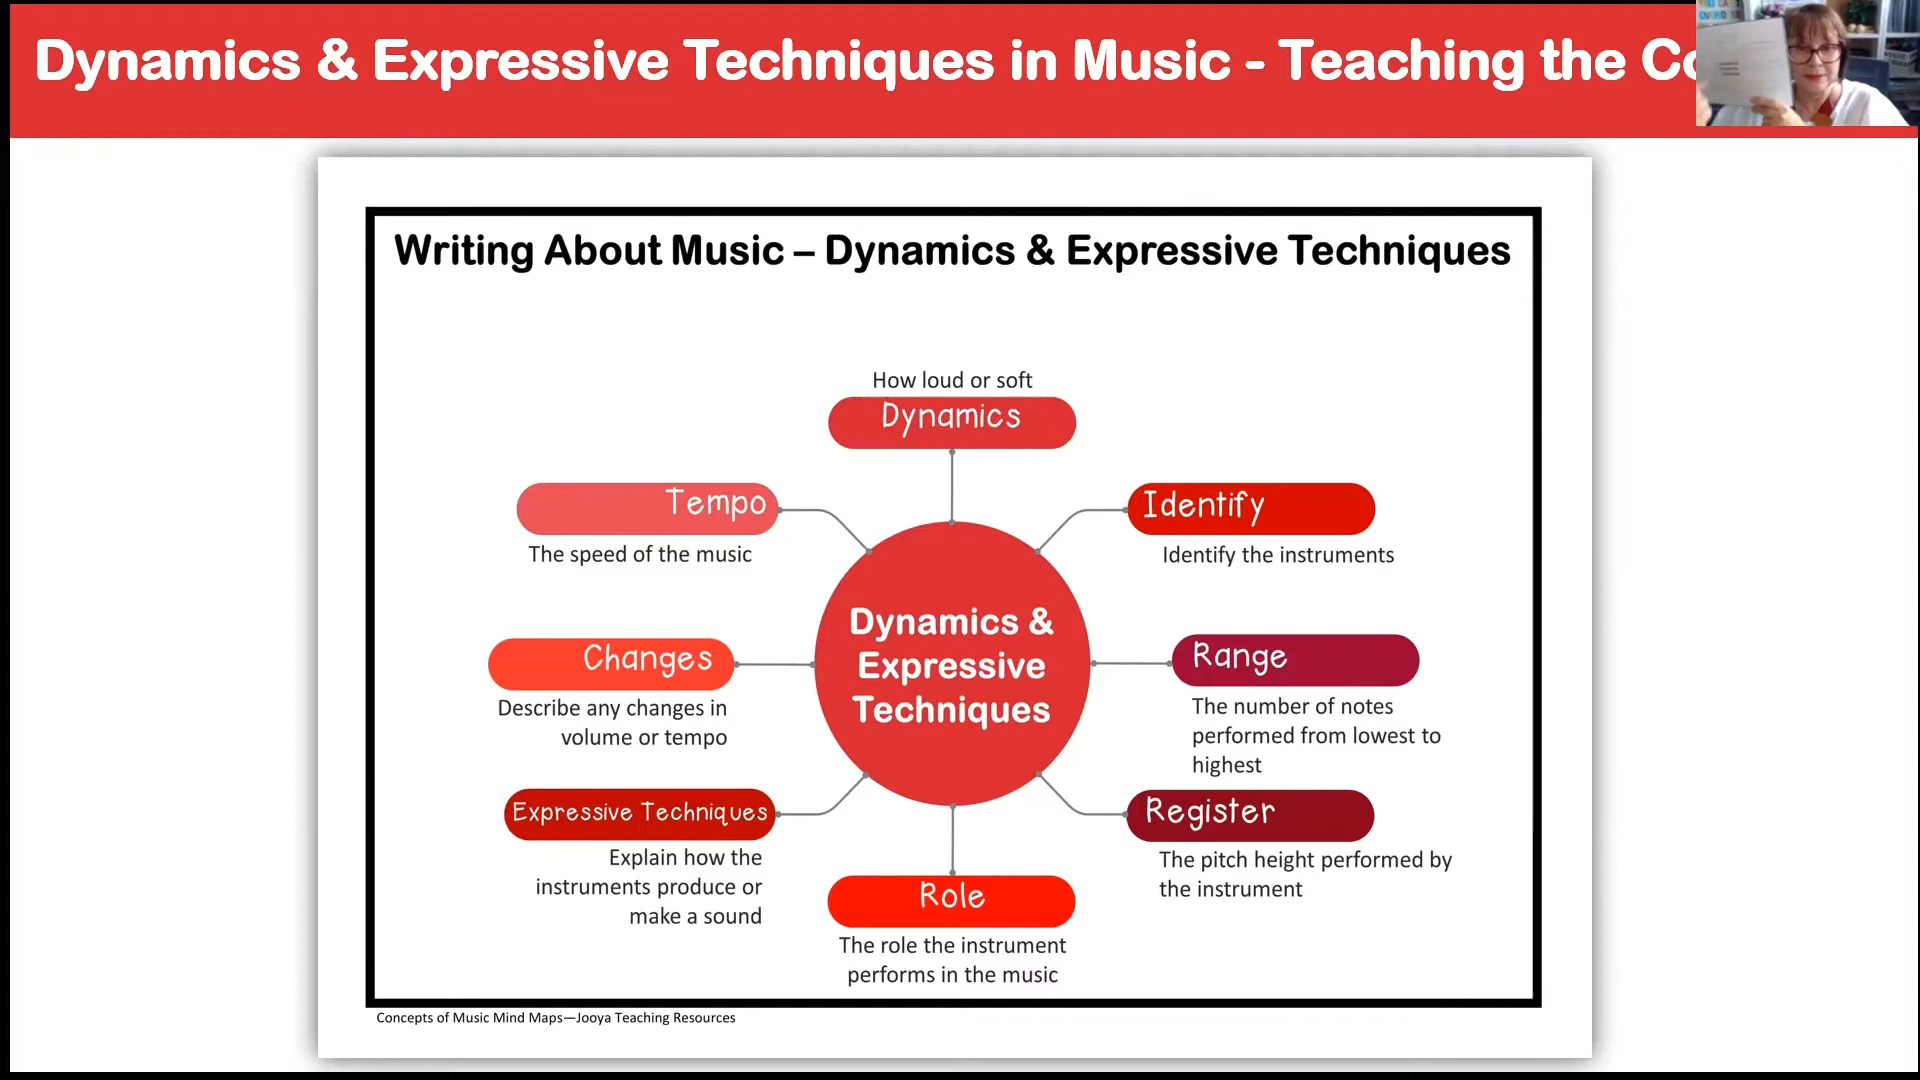 Dynamics & Expressive Techniques in Music - Teaching the Co
Writing About Music – Dynamics & Expressive Techniques
How loud or soft
Dynamics
Tempo
The speed of the music
Identify
Identify the instruments
Dynamics &
Expressive
Techniques
Changes
Describe any changes in
volume or tempo
Range
The number of notes
performed from lowest to
highest
Expressive Techniques
Explain how the
instruments produce or
make a sound
Register
The pitch height performed by
the instrument
Role
The role the instrument
performs in the music
Concepts of Music Mind Maps—Jooya Teaching Resources